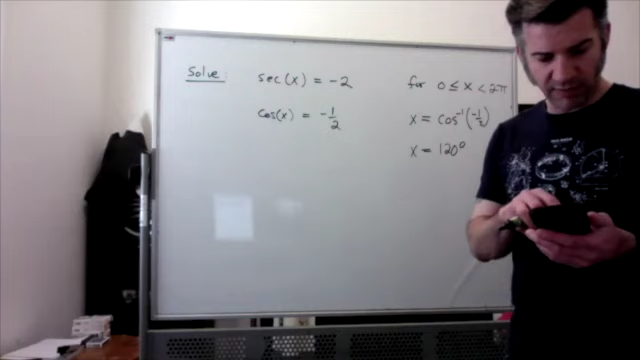 Solve: sec(x) = -2 for 0 ≤ x < 2π
cos(x) = -1/2 x = cos⁻¹(-1/2)
x = 120°